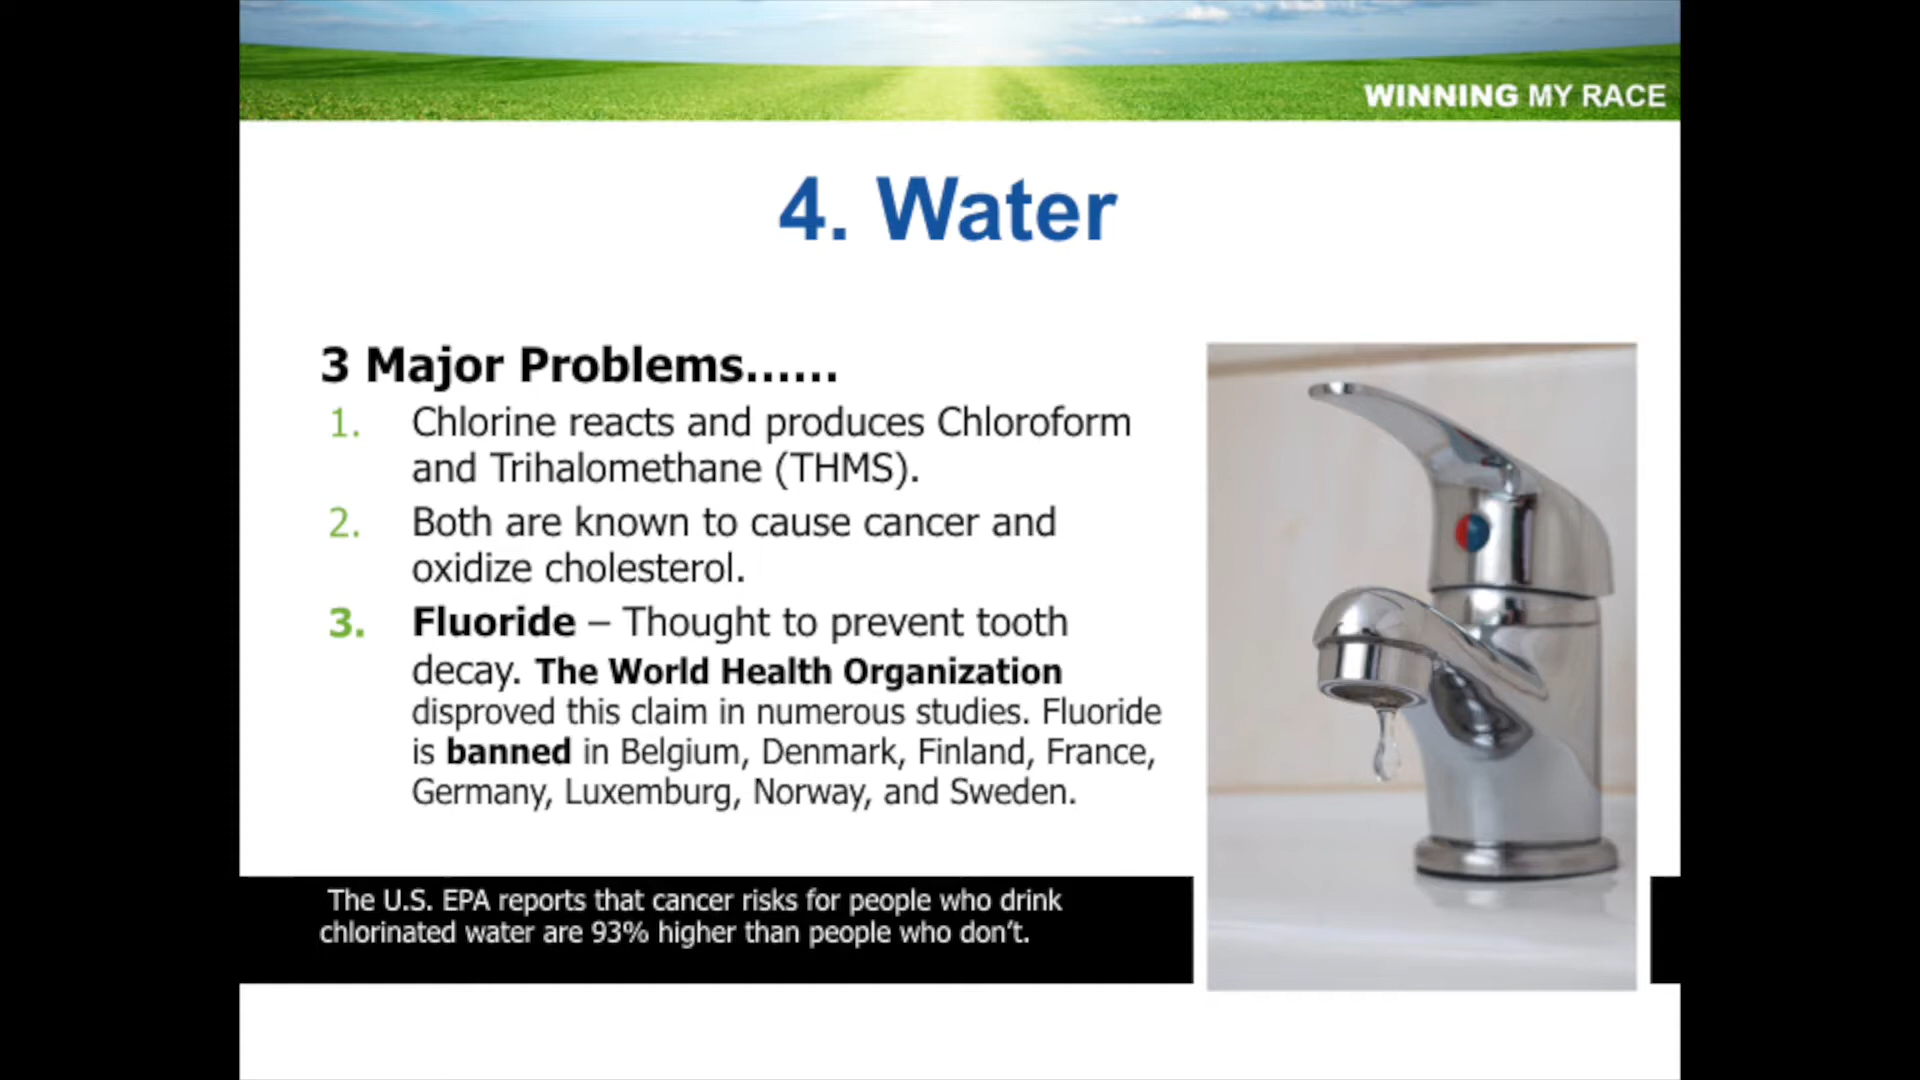 WINNING MY RACE
4. Water
3 Major Problems......
1. Chlorine reacts and produces Chloroform
and Trihalomethane (THMS).
2. Both are known to cause cancer and
oxidize cholesterol.
3. Fluoride – Thought to prevent tooth
decay. The World Health Organization
disproved this claim in numerous studies. Fluoride
is banned in Belgium, Denmark, Finland, France,
Germany, Luxemburg, Norway, and Sweden.
The U.S. EPA reports that cancer risks for people who drink
chlorinated water are 93% higher than people who don't.